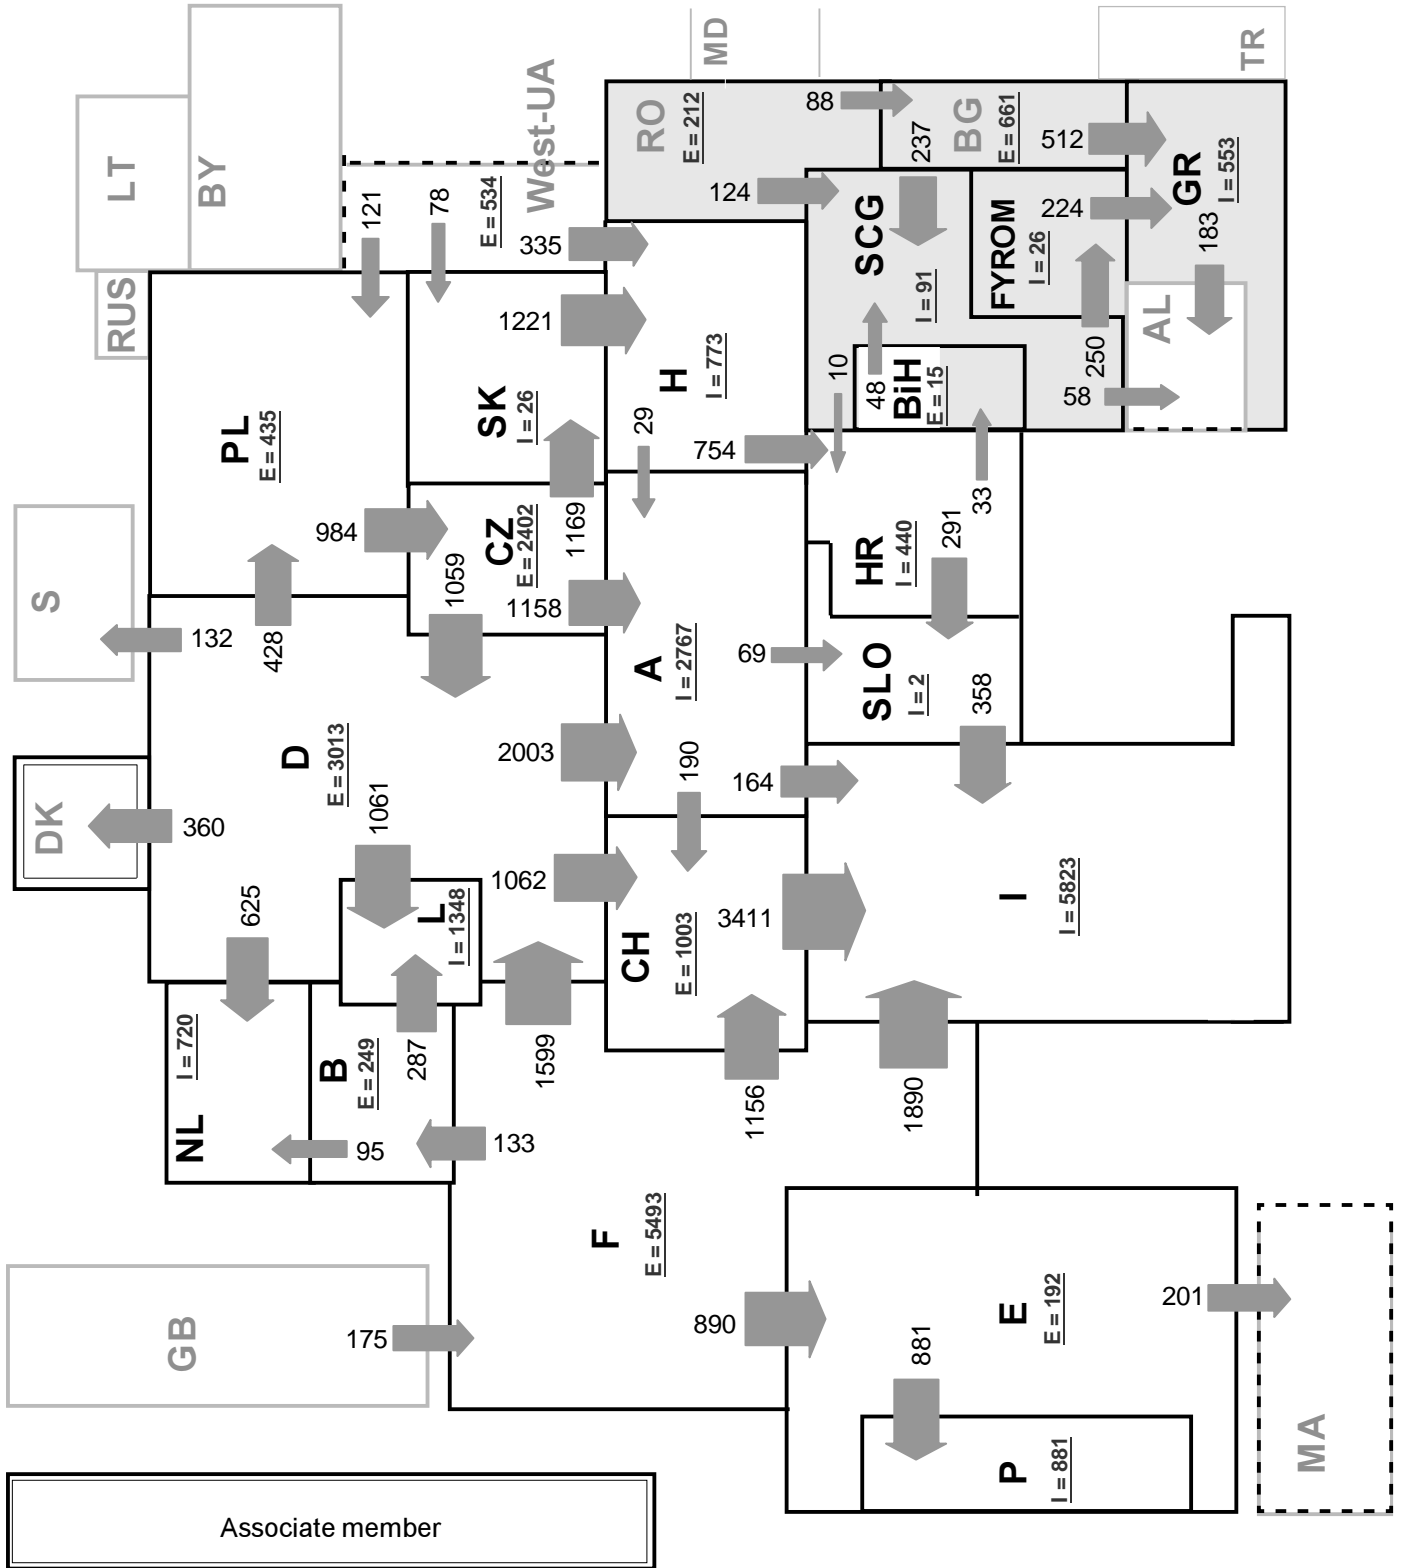 MD
TR
LT
BY
West-UA
RO
E = 212
88
237
BG
E = 661
512
GR
I = 553
183
121
78
E = 534
335
124
SCG
I = 91
FYROM
I = 26
224
AL
RUS
1221
H
I = 773
10
48
BiH
E = 15
250
58
PL
E = 435
SK
I = 26
29
754
33
S
984
1059
CZ
E = 2402
1169
1158
HR
I = 440
291
132
428
A
I = 2767
69
SLO
I = 2
358
D
E = 3013
2003
190
164
DK
360
1061
1062
625
L
I = 1348
CH
E = 1003
3411
I
I = 5823
NL
I = 720
B
E = 249
287
1599
1156
1890
95
133
F
E = 5493
GB
175
890
881
E
E = 192
201
P
I = 881
MA
Associate member